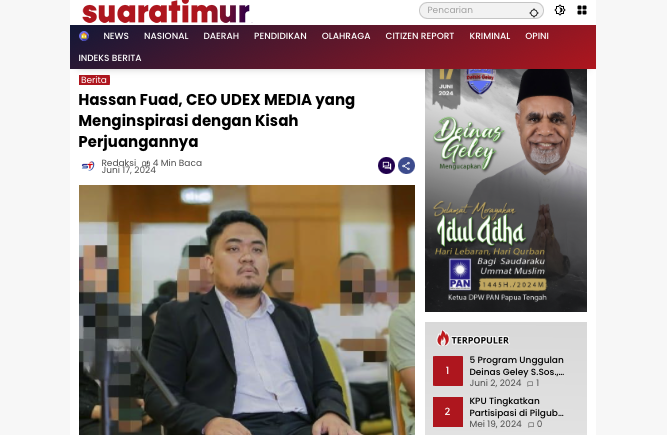 suaratimur
Pencarian
NEWS NASIONAL DAERAH PENDIDIKAN OLAHRAGA CITIZEN REPORT KRIMINAL OPINI
INDEKS BERITA
Berita
Hassan Fuad, CEO UDEX MEDIA yang
Menginspirasi dengan Kisah
Perjuangannya
Redaksi 4 Min Baca
Juni 17, 2024
17
JUNI
2024
Deinas
Geley
Mengucapkan
Selamat Merayakan
Idul Adha
Hari Lebaran, Hari Qurban
Bagi Saudaraku
Ummat Muslim
PAN
1445H./2024M
Ketua DPW PAN Papua Tengah
TERPOPULER
1
5 Program Unggulan
Deinas Geley S.Sos.,...
Juni 2, 2024 1
2
KPU Tingkatkan
Partisipasi di Pilgub...
Mei 19, 2024 0